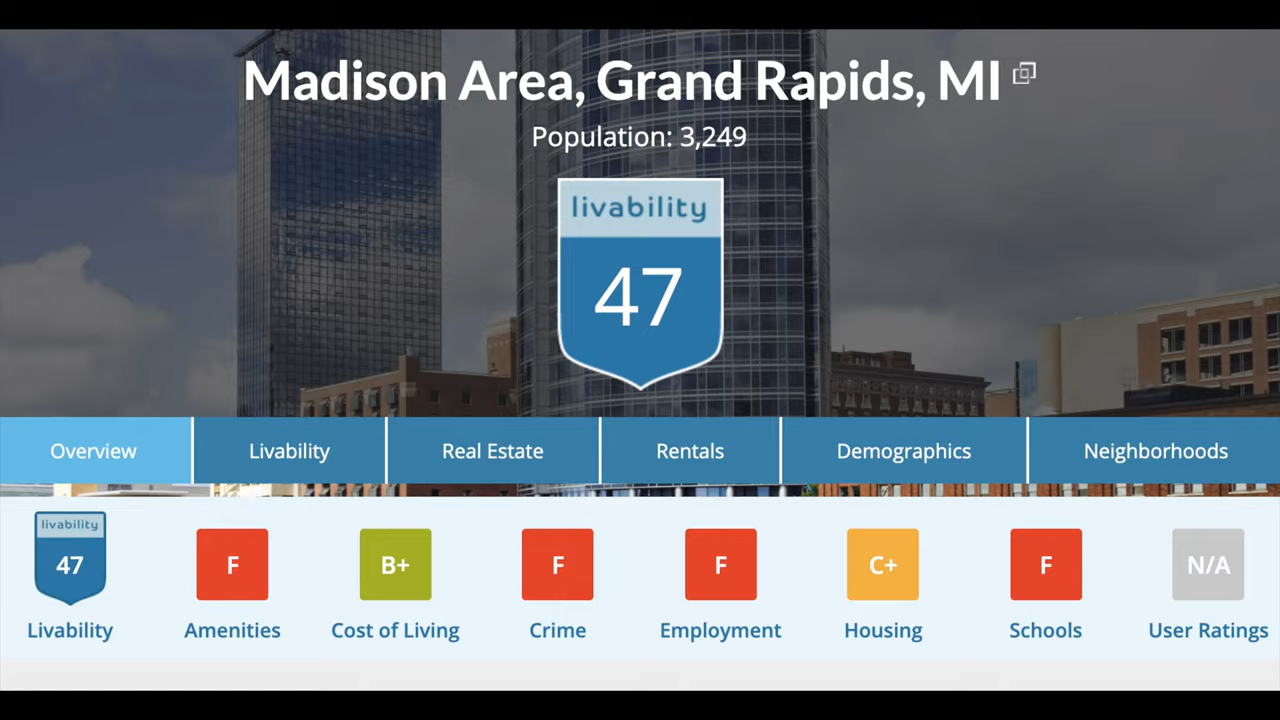 Madison Area, Grand Rapids, MI
Population: 3,249
livability
47
Overview Livability Real Estate Rentals Demographics Neighborhoods
livability
47 F B+ F F C+ F N/A
Livability Amenities Cost of Living Crime Employment Housing Schools User Ratings